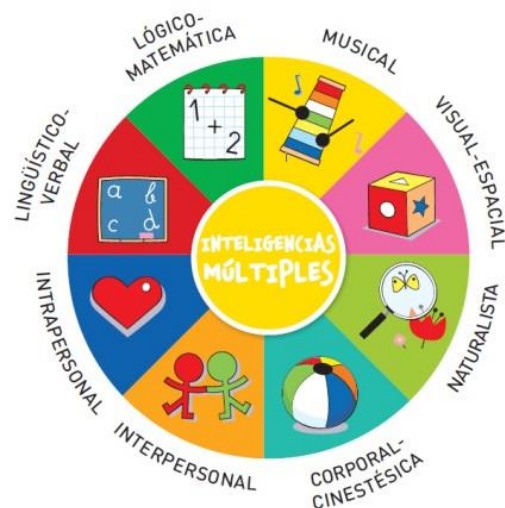 LÓGICO-
MATEMÁTICA
MUSICAL
VISUAL-ESPACIAL
NATURALISTA
CORPORAL-
CINESTÉSICA
INTERPERSONAL
INTRAPERSONAL
LINGÜÍSTICO-
VERBAL
1
+
2
a b
c d
INTELIGENCIAS
MÚLTIPLES